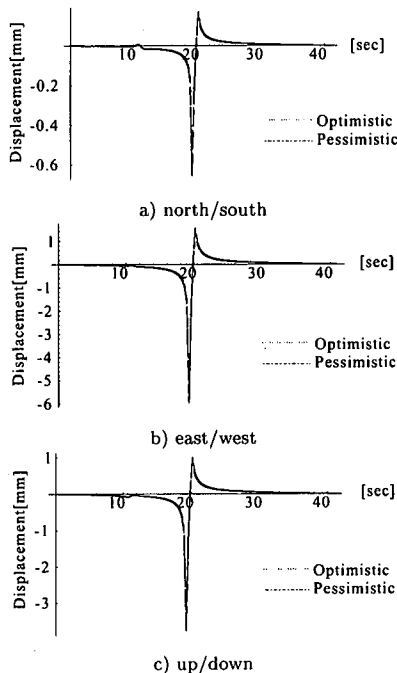 Displacement[mm]
[sec]
10 20 30 40
-0.2
-0.4
-0.6
Optimistic
Pessimistic
a) north/south
Displacement[mm]
1
[sec]
10 20 30 40
-1
-2
-3
-4
-5
-6
Optimistic
Pessimistic
b) east/west
Displacement[mm]
1
[sec]
10 20 30 40
-1
-2
-3
Optimistic
Pessimistic
c) up/down